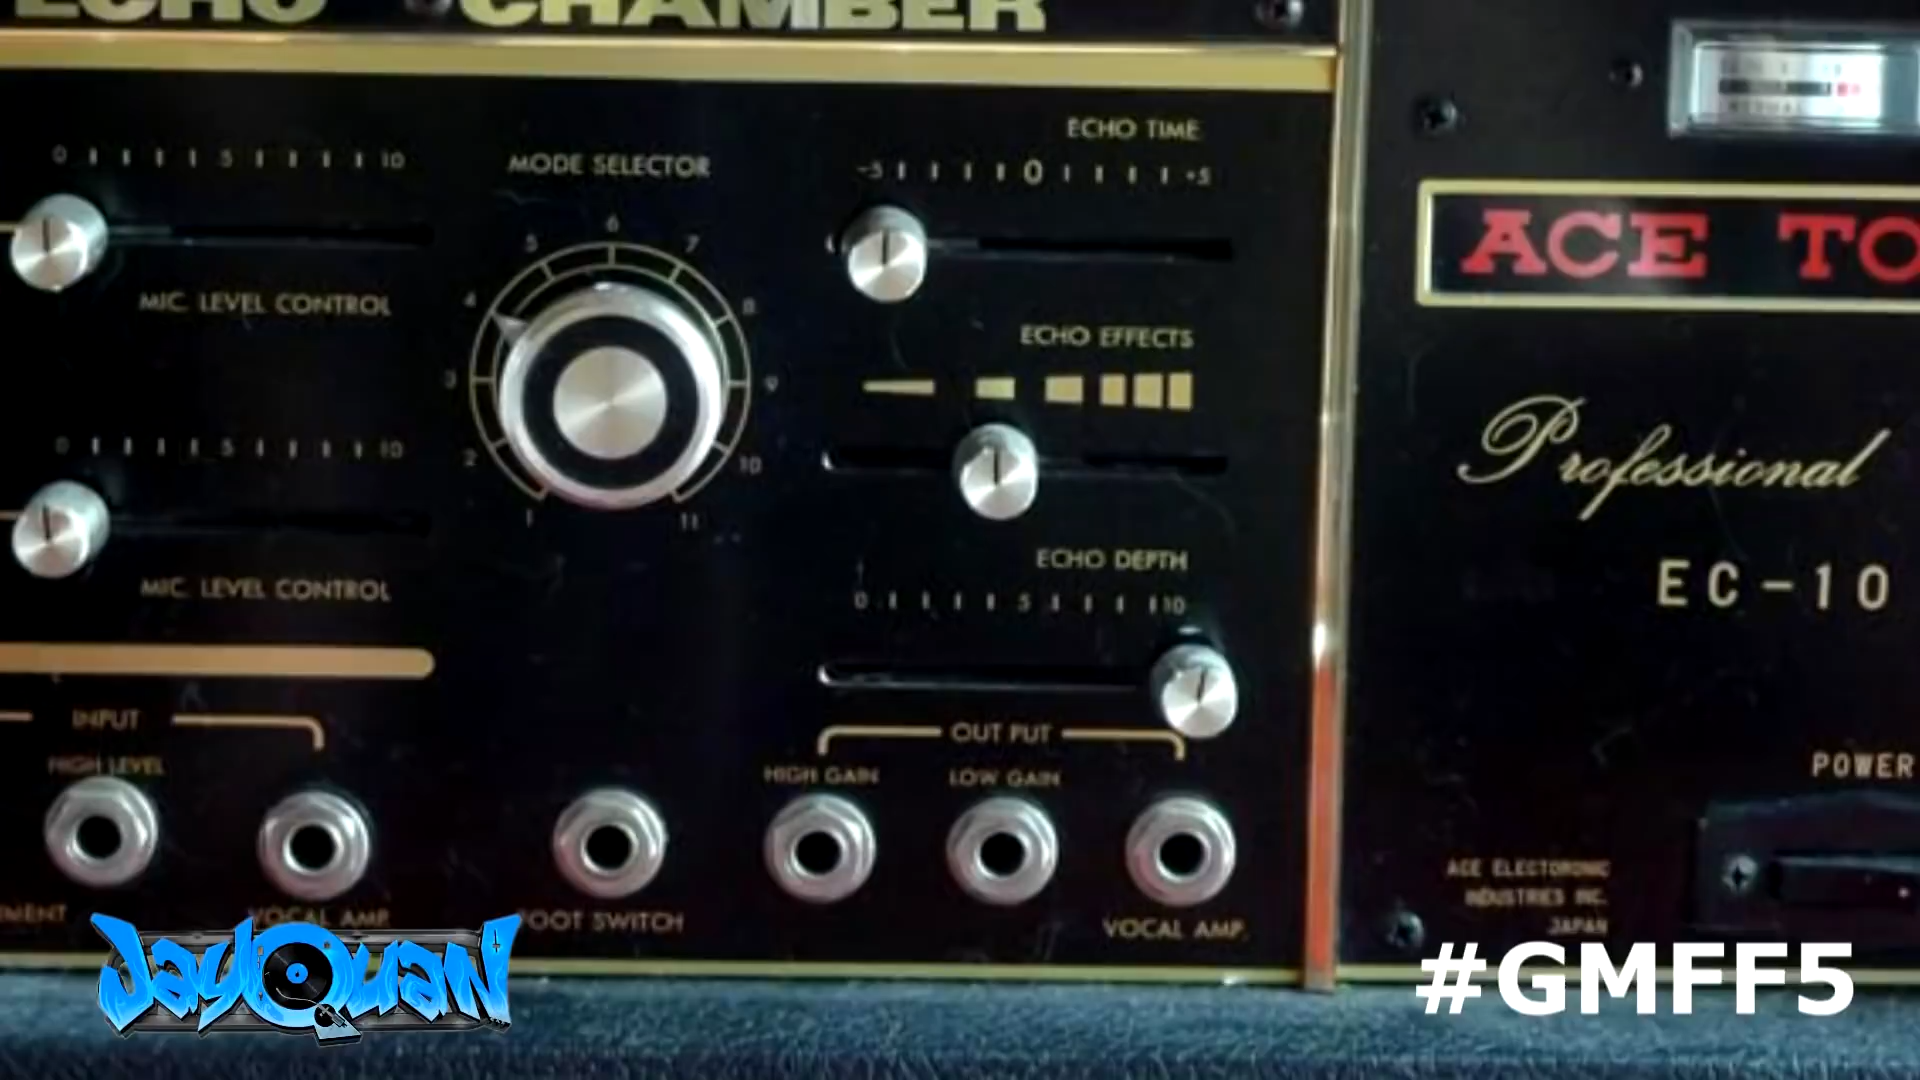 ECHO CHAMBER
0 5 10
MODE SELECTOR
ECHO TIME
-5 0 +5
MIC. LEVEL CONTROL
1 2 3 4 5 6 7 8 9 10 11
ECHO EFFECTS
0 5 10
MIC. LEVEL CONTROL
ECHO DEPTH
0 5 10
INPUT
HIGH LEVEL
OUT PUT
HIGH GAIN
LOW GAIN
VOCAL AMP.
FOOT SWITCH
VOCAL AMP.
ACE TO
Professional
EC-10
POWER
ACE ELECTORONIC
INDUSTRIES INC.
JAPAN
JayQuan
#GMFF5